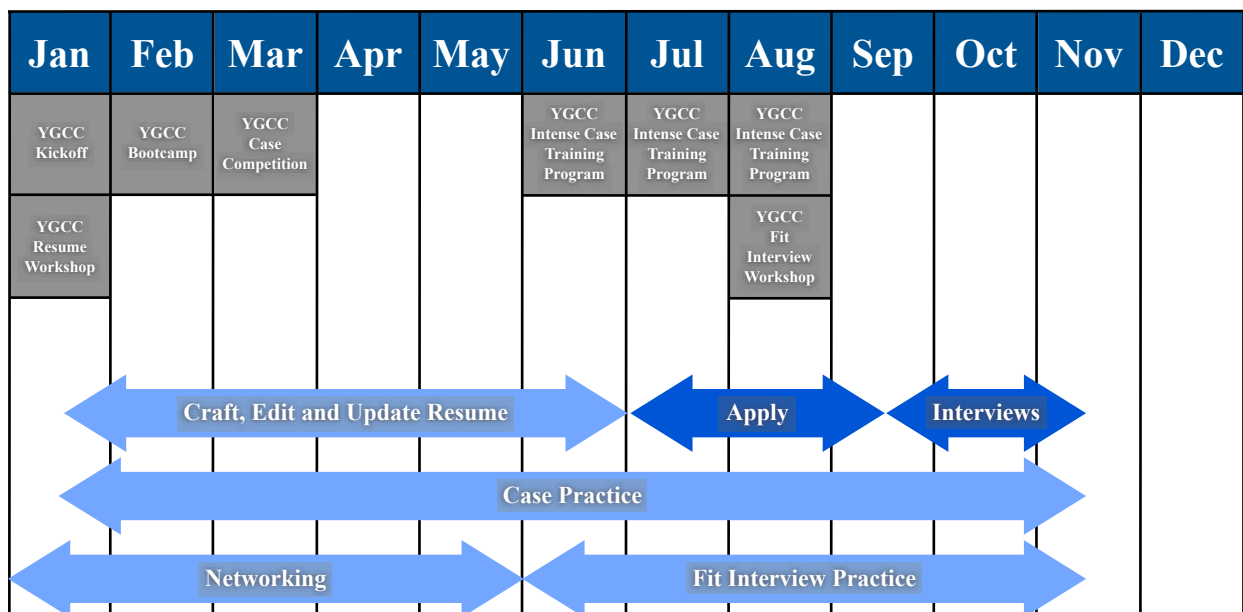 Jan Feb Mar Apr May Jun Jul Aug Sep Oct Nov Dec
YGCC
Kickoff
YGCC
Bootcamp
YGCC
Case
Competition
YGCC
Intense Case
Training
Program
YGCC
Intense Case
Training
Program
YGCC
Intense Case
Training
Program
YGCC
Resume
Workshop
YGCC
Fit
Interview
Workshop
Craft, Edit and Update Resume
Apply
Interviews
Case Practice
Networking
Fit Interview Practice